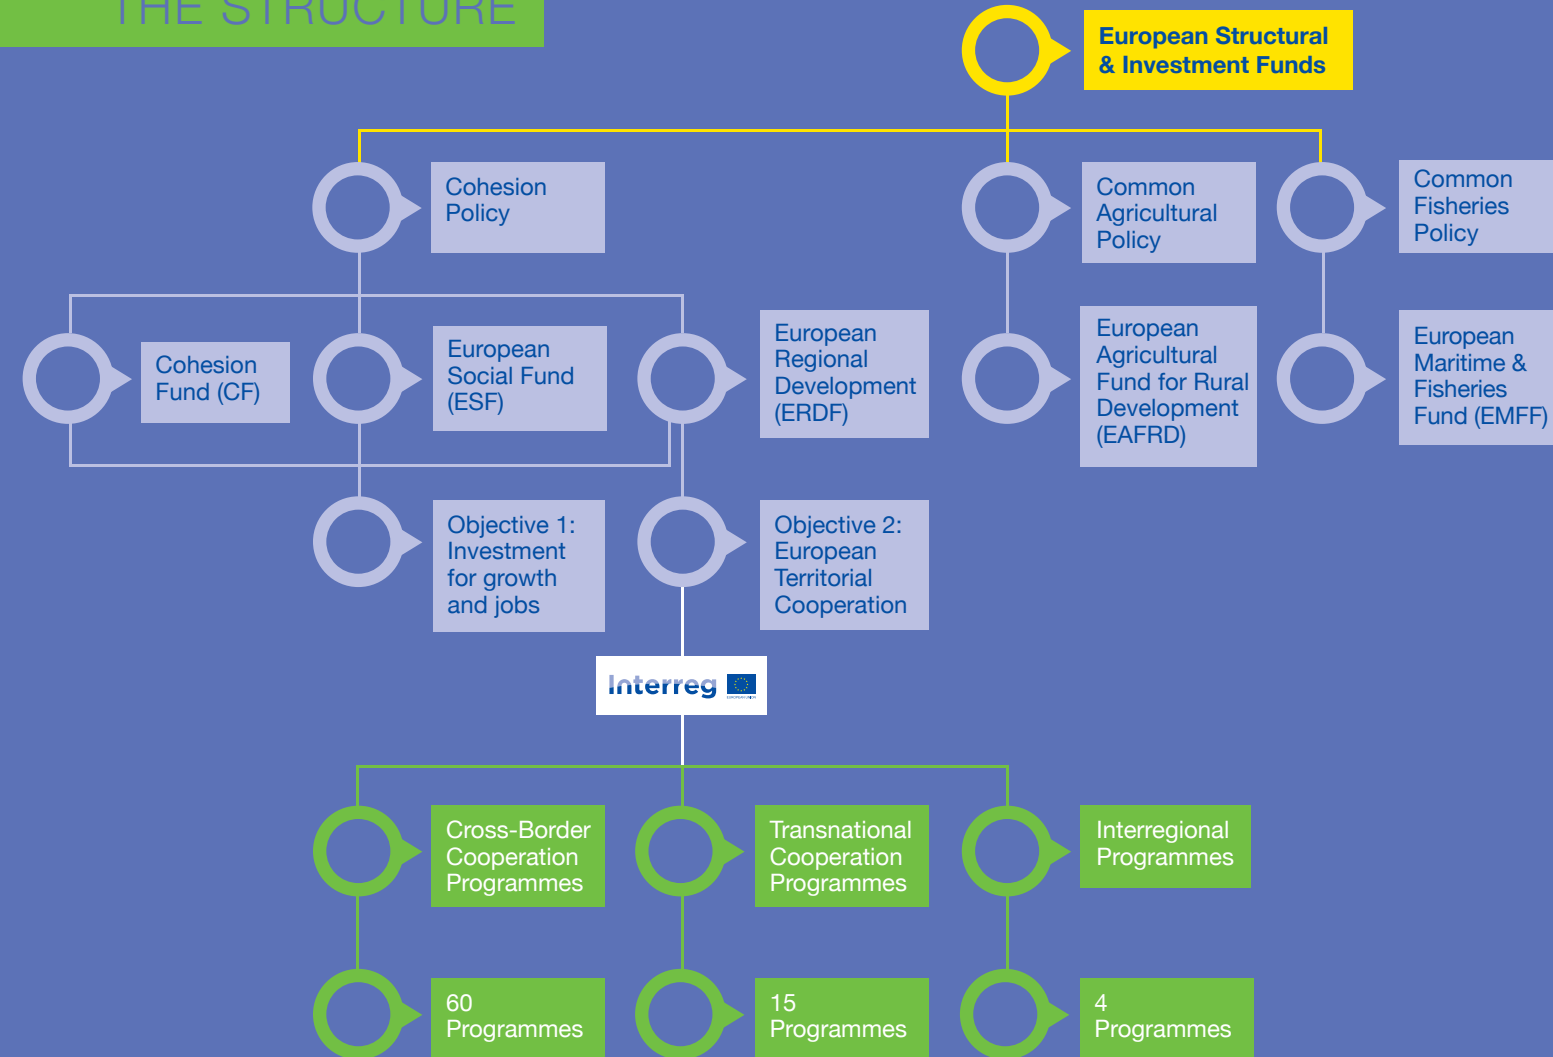 THE STRUCTURE
European Structural
& Investment Funds
Cohesion
Policy
Common
Agricultural
Policy
Common
Fisheries
Policy
Cohesion
Fund (CF)
European
Social Fund
(ESF)
European
Regional
Development
(ERDF)
European
Agricultural
Fund for Rural
Development
(EAFRD)
European
Maritime &
Fisheries
Fund (EMFF)
Objective 1:
Investment
for growth
and jobs
Objective 2:
European
Territorial
Cooperation
Interreg
EUROPEAN UNION
Cross-Border
Cooperation
Programmes
Transnational
Cooperation
Programmes
Interregional
Programmes
60
Programmes
15
Programmes
4
Programmes